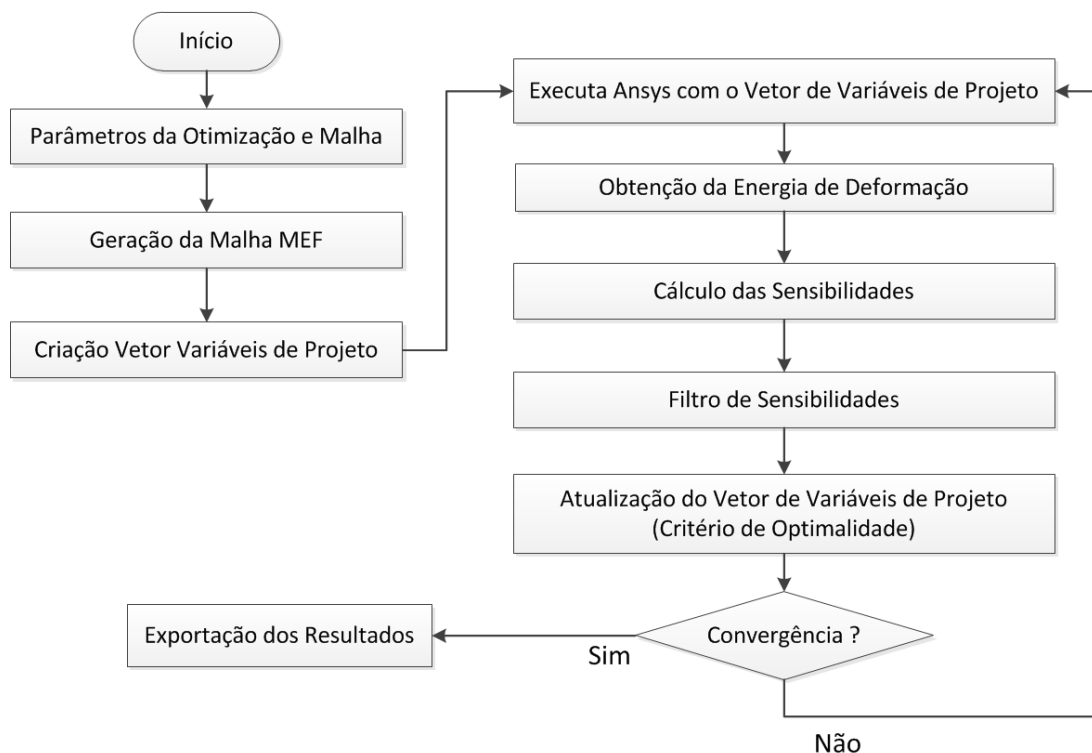 Início
Parâmetros da Otimização e Malha
Geração da Malha MEF
Criação Vetor Variáveis de Projeto
Executa Ansys com o Vetor de Variáveis de Projeto
Obtenção da Energia de Deformação
Cálculo das Sensibilidades
Filtro de Sensibilidades
Atualização do Vetor de Variáveis de Projeto
(Critério de Optimalidade)
Convergência ?
Sim
Exportação dos Resultados
Não